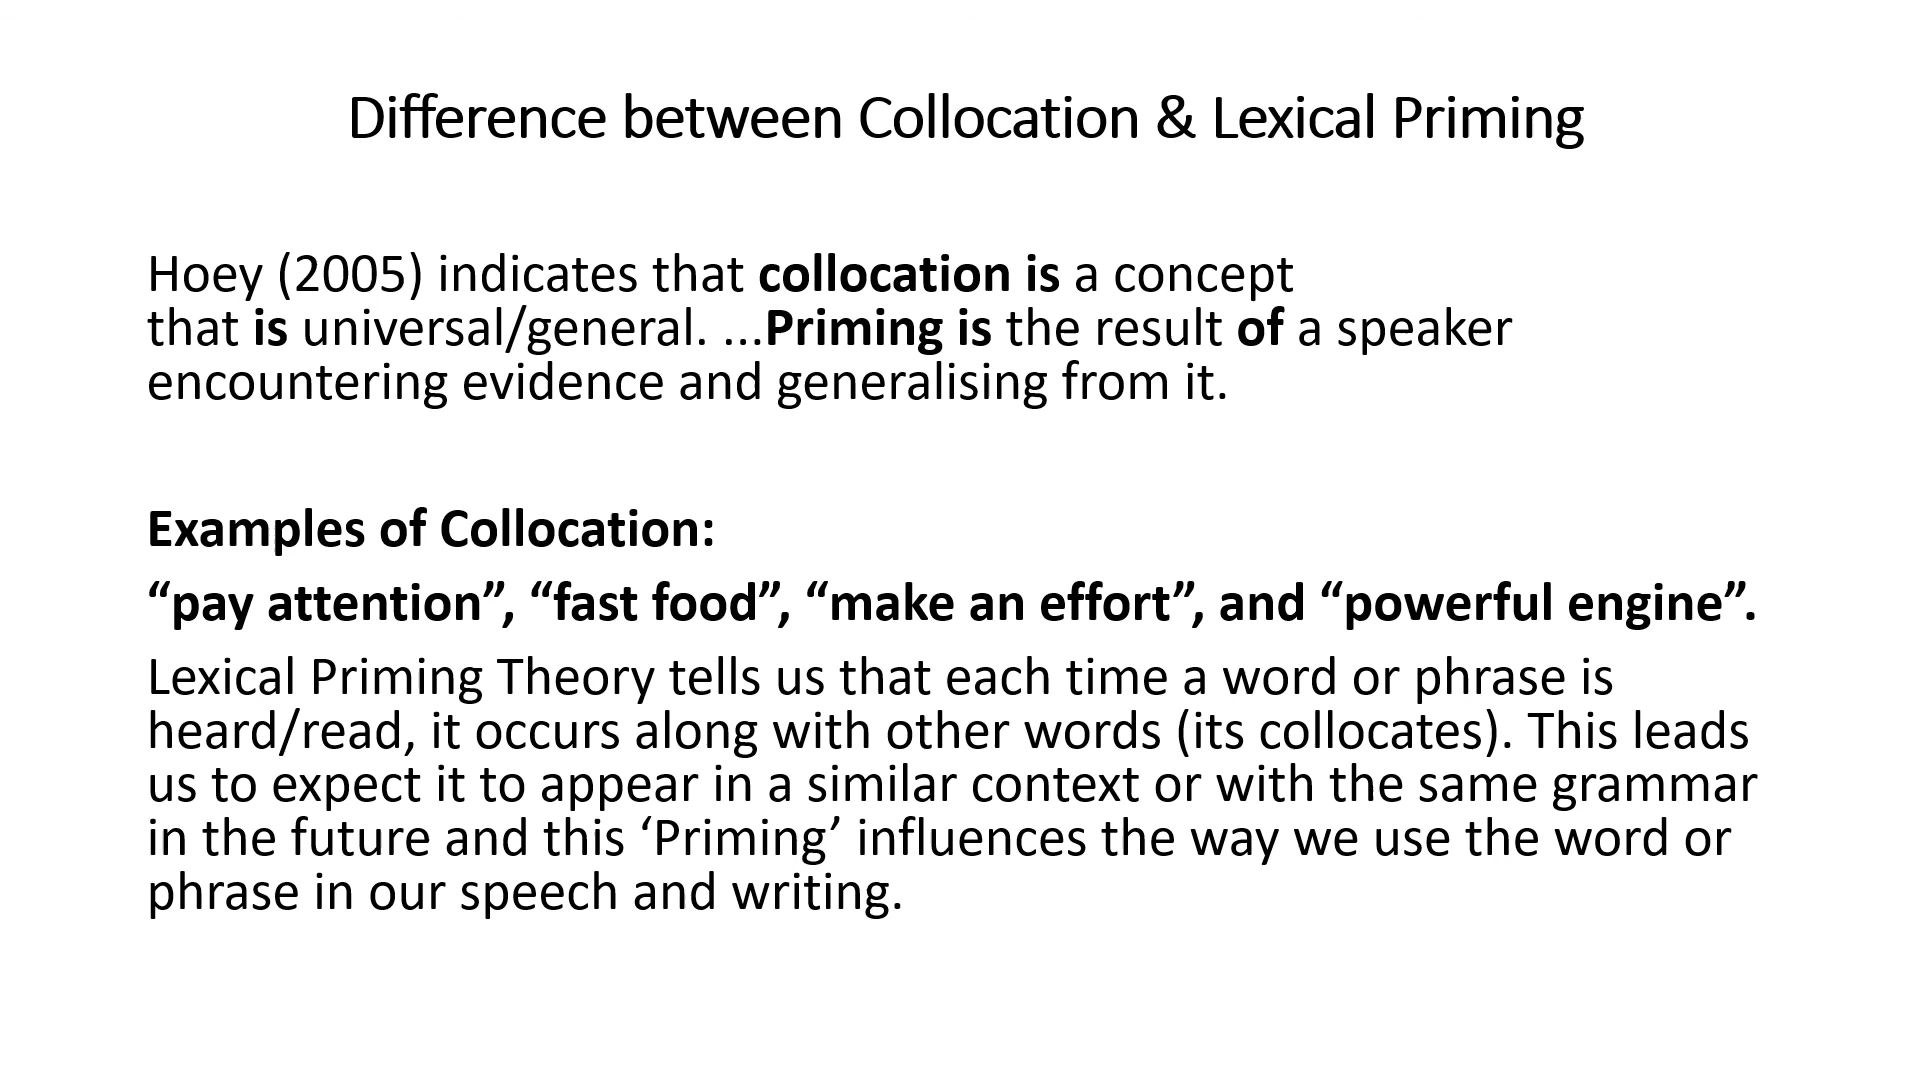 Difference between Collocation & Lexical Priming
Hoey (2005) indicates that collocation is a concept
that is universal/general. ...Priming is the result of a speaker
encountering evidence and generalising from it.
Examples of Collocation:
“pay attention”, “fast food”, “make an effort”, and “powerful engine”.
Lexical Priming Theory tells us that each time a word or phrase is
heard/read, it occurs along with other words (its collocates). This leads
us to expect it to appear in a similar context or with the same grammar
in the future and this ‘Priming’ influences the way we use the word or
phrase in our speech and writing.